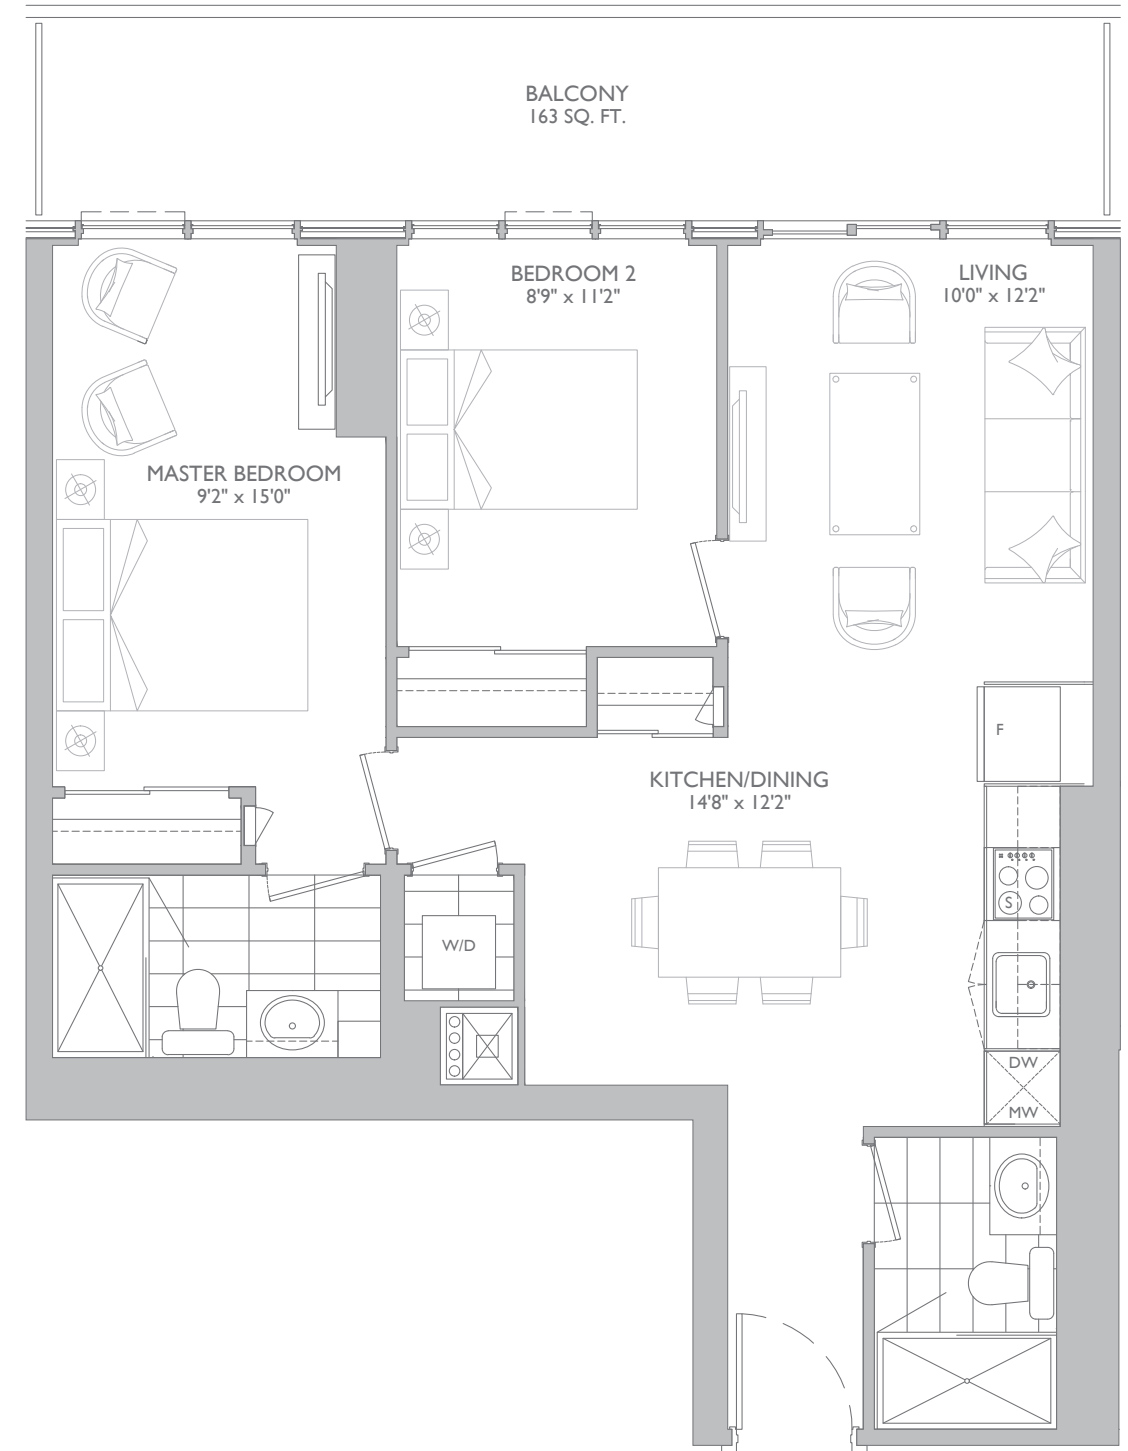 BALCONY
163 SQ. FT.
BEDROOM 2
8'9" x 11'2"
LIVING
10'0" x 12'2"
MASTER BEDROOM
9'2" x 15'0"
F
KITCHEN/DINING
14'8" x 12'2"
S
W/D
DW
MW